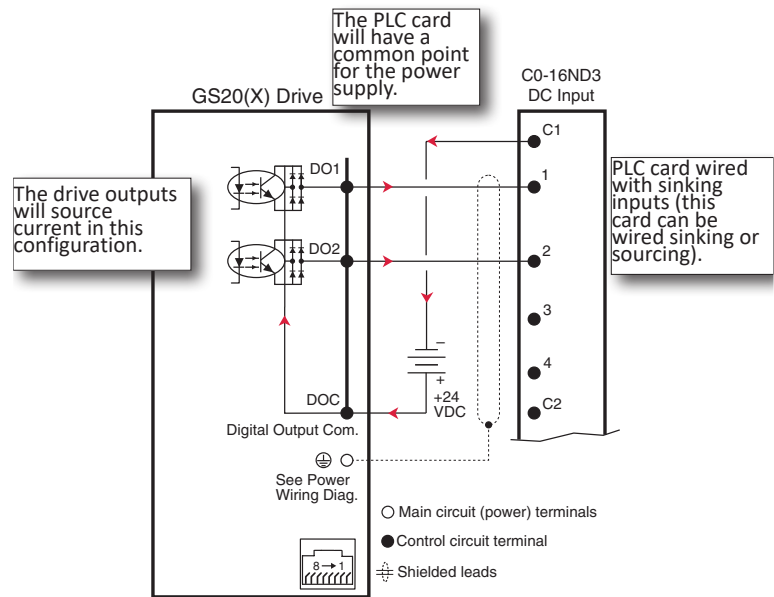 The PLC card
will have a
common point
for the power
supply.
C0-16ND3
DC Input
GS20(X) Drive
C1
DO1
1
PLC card wired
with sinking
inputs (this
card can be
wired sinking or
sourcing).
The drive outputs
will source
current in this
configuration.
DO2
2
3
–
4
+
+24
VDC
DOC
C2
Digital Output Com.
See Power
Wiring Diag.
Main circuit (power) terminals
Control circuit terminal
8→1
Shielded leads